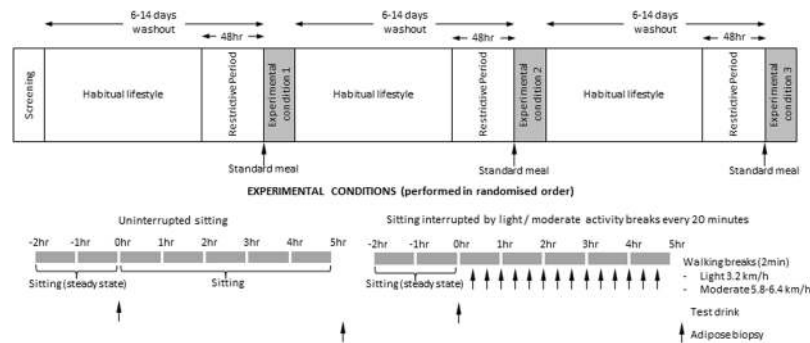 6-14 days
washout
6-14 days
washout
6-14 days
washout
48hr
48hr
48hr
Screening
Habitual lifestyle
Restrictive Period
Experimental
condition 1
Habitual lifestyle
Restrictive Period
Experimental
condition 2
Habitual lifestyle
Restrictive Period
Experimental
condition 3
Standard meal
Standard meal
Standard meal
EXPERIMENTAL CONDITIONS (performed in randomised order)
Uninterrupted sitting
-2hr -1hr 0hr 1hr 2hr 3hr 4hr 5hr
Sitting (steady state)
Sitting
Sitting interrupted by light/ moderate activity breaks every 20 minutes
-2hr -1hr 0hr 1hr 2hr 3hr 4hr 5hr
Sitting (steady state)
Walking breaks (2min)
- Light 3.2 km/h
- Moderate 5.8-6.4 km/h
Test drink
Adipose biopsy